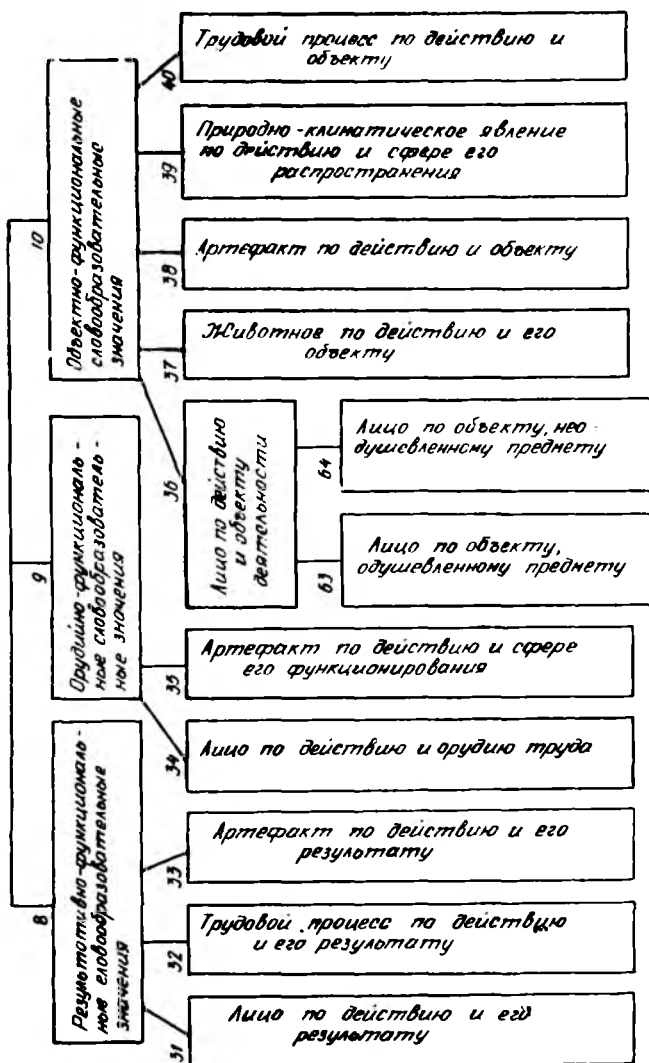 10
Объектно-функциональные
словообразовательные
значения
9
Орудийно-функциональ-
ные словообразователь-
ные значения
8
Результативно-функциональ-
ные словообразовательные
значения
40
Трудовой процесс по действию и
объекту
39
Природно-климатическое явление
по действию и сфере его
распространения
38
Артефакт по действию и объекту
37
Животное по действию и его
объекту
36
Лицо по действию
и объекту
деятельности
64
Лицо по объекту, нео
душевленному предмету
63
Лицо по объекту,
одушевленному предмету
35
Артефакт по действию и сфере
его функционирования
34
Лицо по действию и орудию труда
33
Артефакт по действию и его
результату
32
Трудовой процесс по действию
и его результату
31
Лицо по действию и его
результату